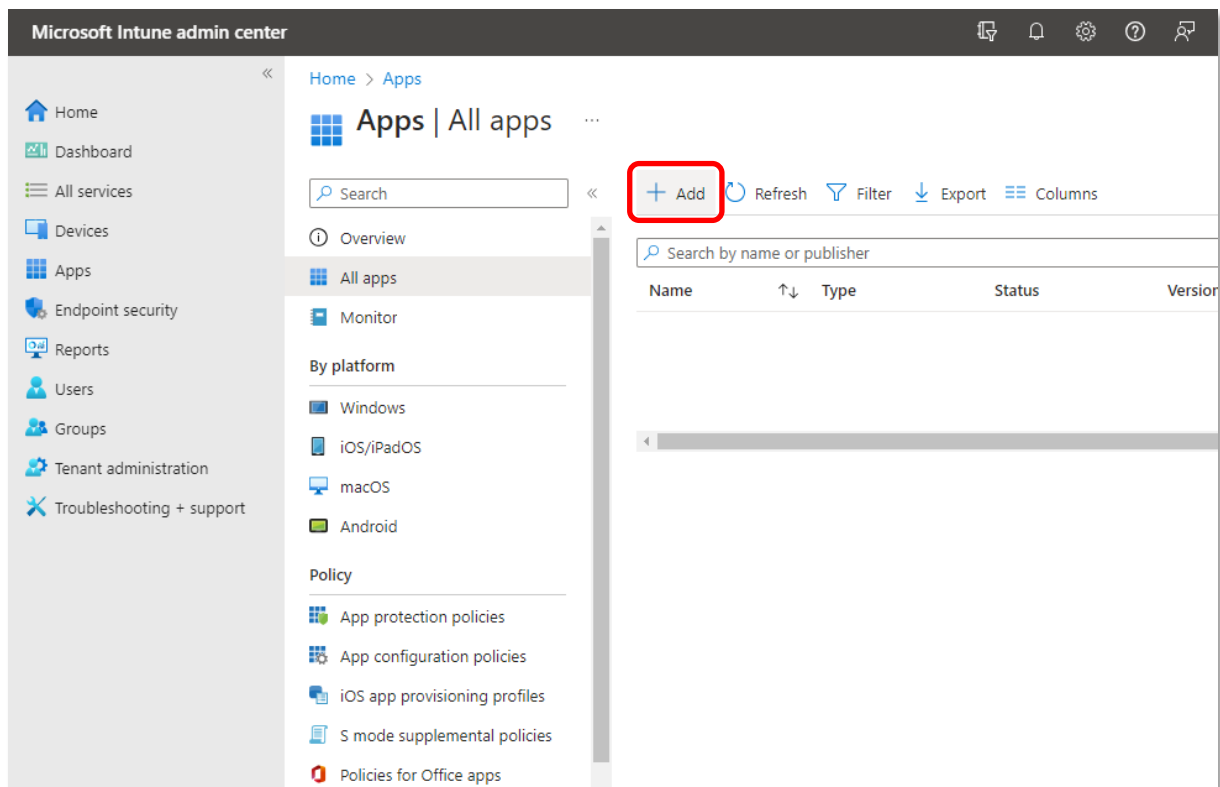 Microsoft Intune admin center
Home
Dashboard
All services
Devices
Apps
Endpoint security
Reports
Users
Groups
Tenant administration
Troubleshooting + support
Home > Apps
Apps | All apps
Search
Overview
All apps
Monitor
By platform
Windows
iOS/iPadOS
macOS
Android
Policy
App protection policies
App configuration policies
iOS app provisioning profiles
S mode supplemental policies
Policies for Office apps
Add Refresh Filter Export Columns
Search by name or publisher
Name Type Status Version